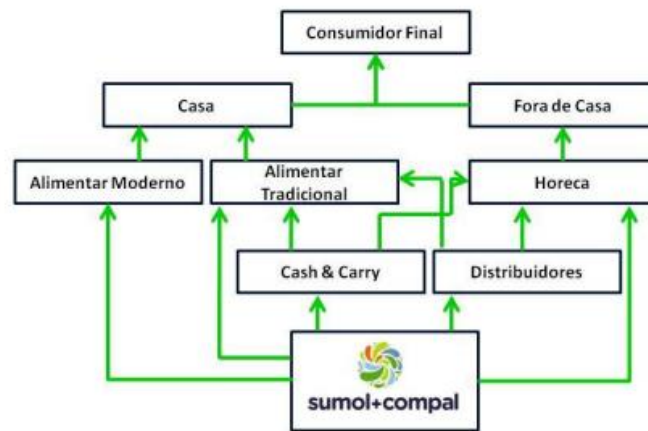 Consumidor Final
Casa
Fora de Casa
Alimentar Moderno
Alimentar
Tradicional
Horeca
Cash & Carry
Distribuidores
sumol+compal